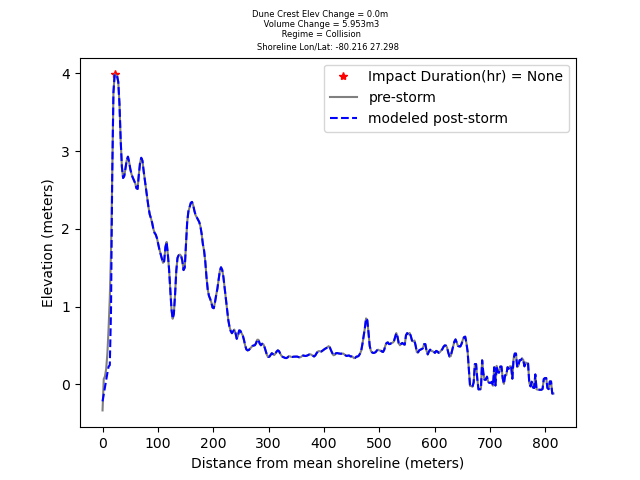 Dune Crest Elev Change = 0.0m
Volume Change = 5.953m3
Regime = Collision
Shoreline Lon/Lat: -80.216 27.298
Impact Duration(hr) = None
pre-storm
modeled post-storm
Elevation (meters)
4
3
2
1
0
0 100 200 300 400 500 600 700 800
Distance from mean shoreline (meters)